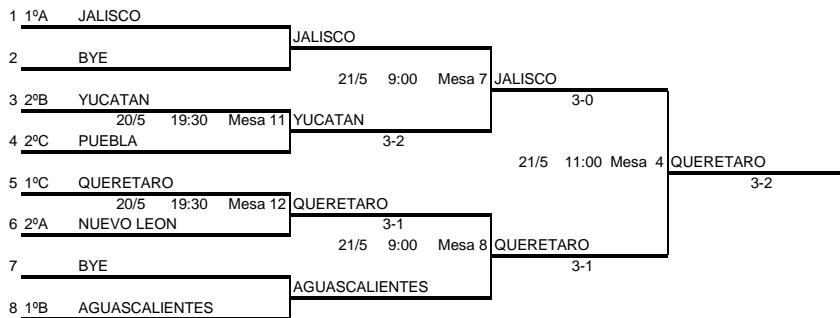 1 1ºA JALISCO
JALISCO
2 BYE
21/5 9:00 Mesa 7 JALISCO
3 2ºB YUCATAN 3-0
20/5 19:30 Mesa 11 YUCATAN
4 2ºC PUEBLA 3-2
21/5 11:00 Mesa 4 QUERETARO
5 1ºC QUERETARO 3-2
20/5 19:30 Mesa 12 QUERETARO
6 2ºA NUEVO LEON 3-1
21/5 9:00 Mesa 8 QUERETARO
7 BYE 3-1
AGUASCALIENTES
8 1ºB AGUASCALIENTES